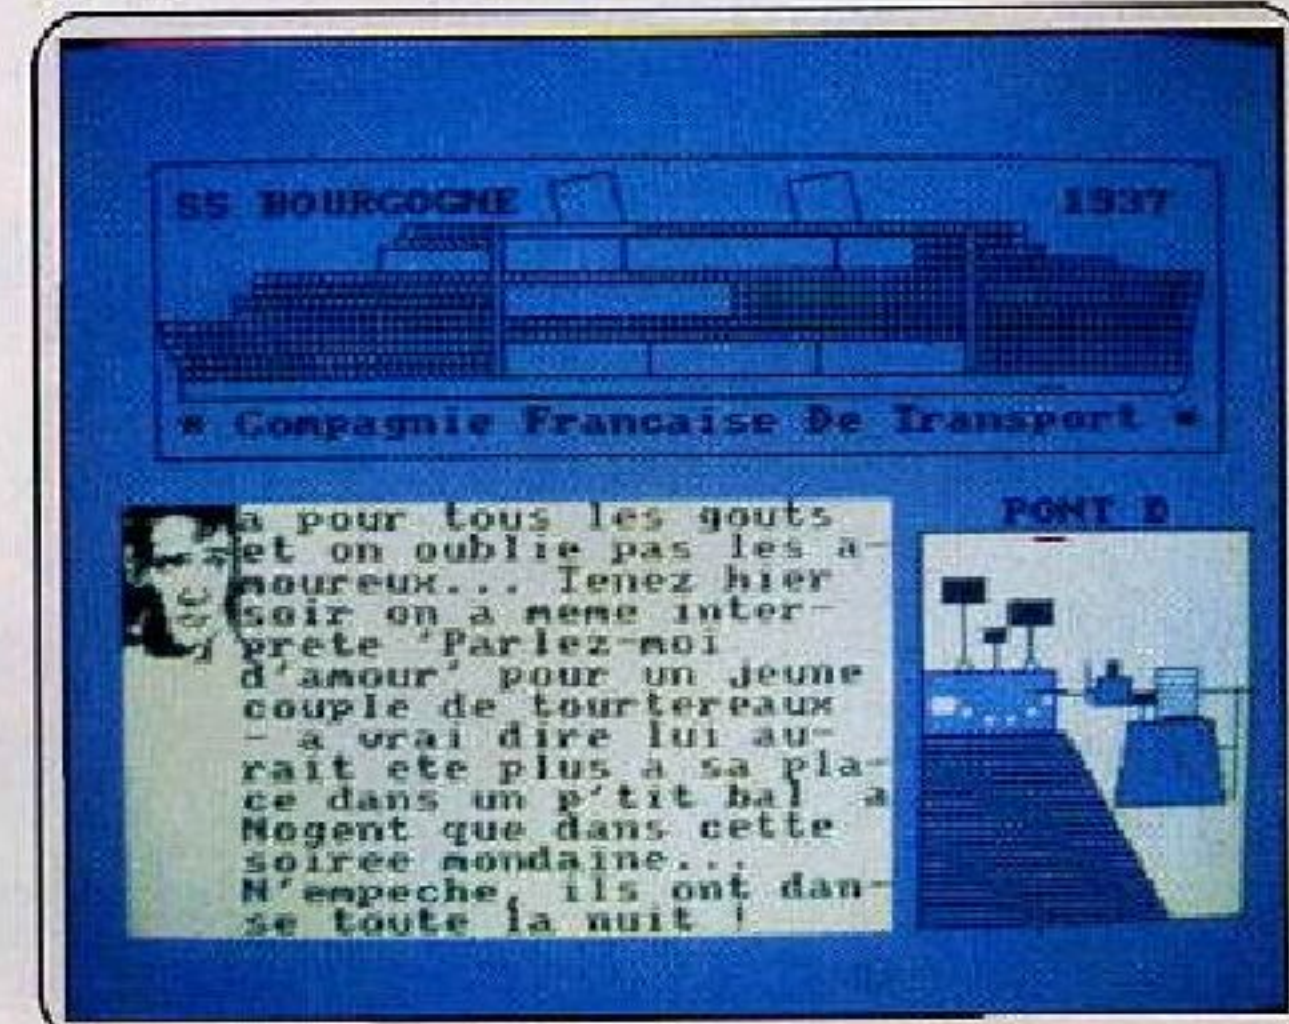 SS BOURGOGNE
1937
* Compagnie Francaise De Transport *
a pour tous les gouts
et on oublie pas les a-
moureux... Tenez hier
soir on a meme inter-
prete 'Parlez-moi
d'amour' pour un jeune
couple de tourtereaux
- a vrai dire lui au-
rait ete plus a sa pla-
ce dans un p'tit bal a
Nogent que dans cette
soiree mondaine...
N'empeche, ils ont dan-
se toute la nuit !
PONT D